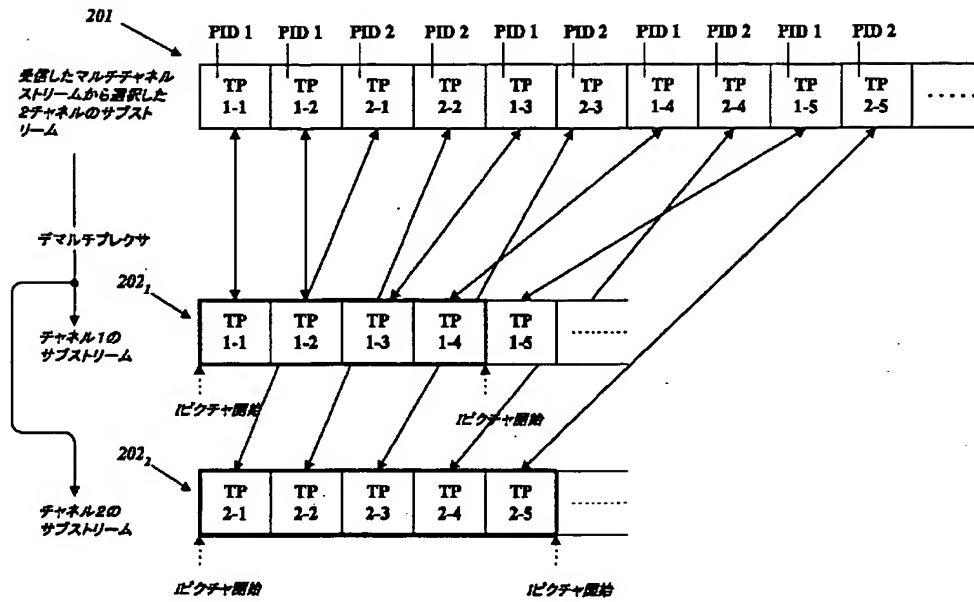 201
PID 1 PID 1 PID 2 PID 2 PID 1 PID 2 PID 1 PID 2 PID 1 PID 2
受信したマルチチャネル
ストリームから選択した
2チャネルのサブスト
リーム
TP TP TP TP TP TP TP TP TP TP
1-1 1-2 2-1 2-2 1-3 2-3 1-4 2-4 1-5 2-5 .....
デマルチプレクサ
202₁
チャネル1の
サブストリーム
TP TP TP TP TP
1-1 1-2 1-3 1-4 1-5 ........
Iピクチャ開始 Iピクチャ開始
202₂
チャネル2の
サブストリーム
TP TP TP TP TP
2-1 2-2 2-3 2-4 2-5 ........
Iピクチャ開始 Iピクチャ開始